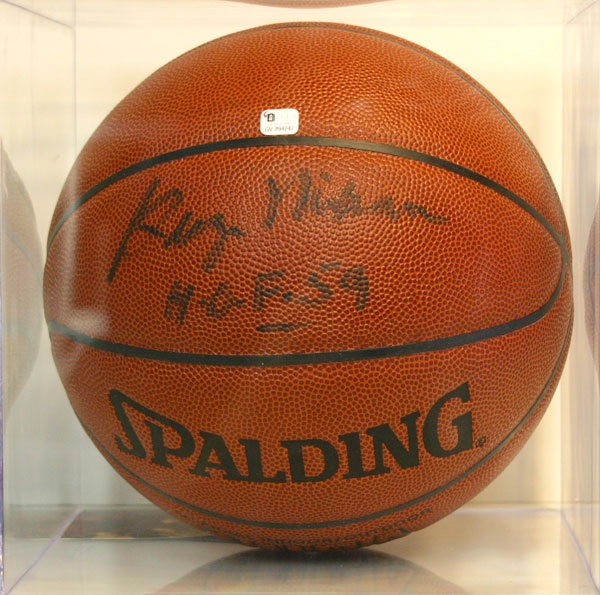 George Mikan
H.O.F. 59
SPALDING